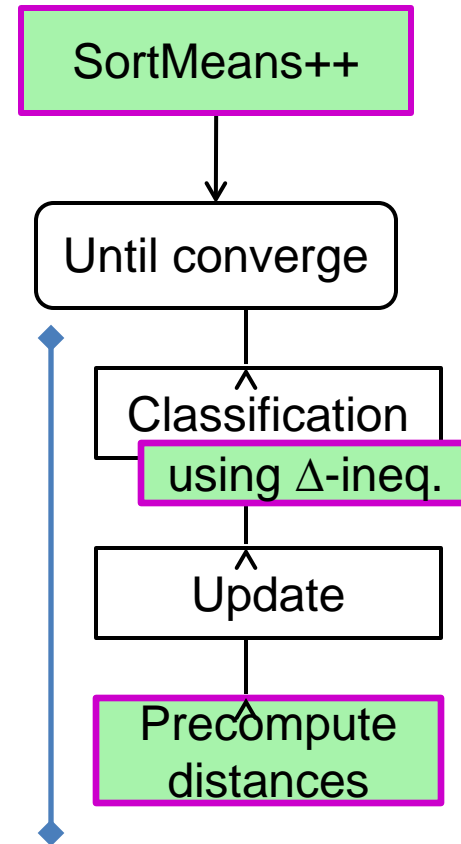 SortMeans++
Until converge
Classification
using Δ-ineq.
Update
Precompute
distances